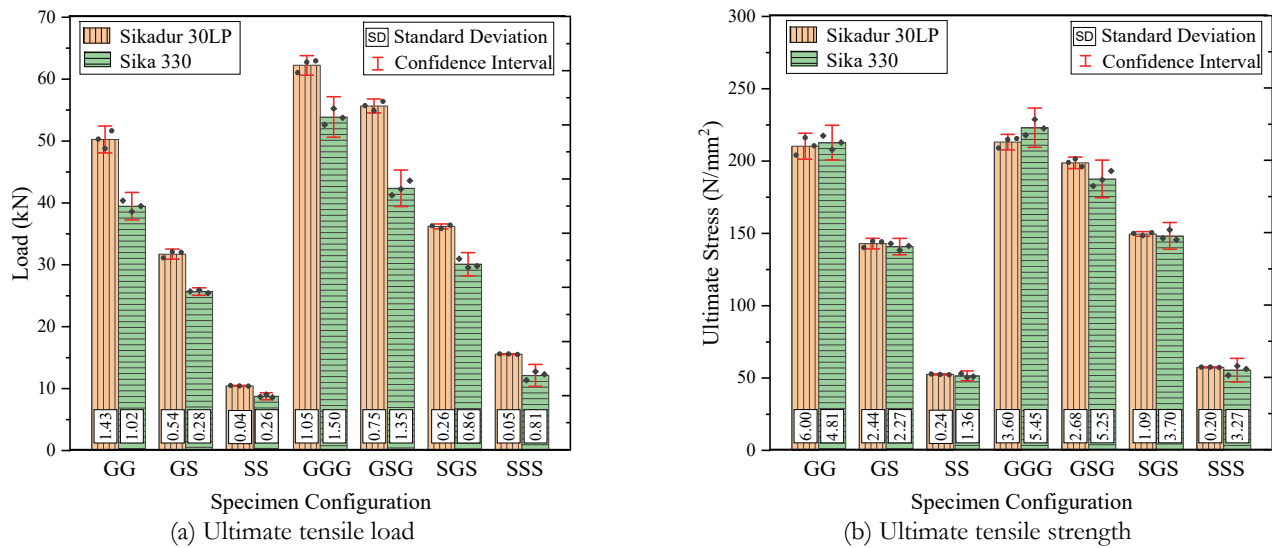 70
60
50
40
30
20
10
0
Load (kN)
Sikadur 30LP
Sika 330
SD Standard Deviation
Confidence Interval
1.43 1.02 0.54 0.28 0.04 0.26 1.05 1.50 0.75 1.35 0.26 0.86 0.05 0.81
GG GS SS GGG GSG SGS SSS
Specimen Configuration
(a) Ultimate tensile load
300
250
200
150
100
50
0
Ultimate Stress (N/mm²)
Sikadur 30LP
Sika 330
SD Standard Deviation
Confidence Interval
6.00 4.81 2.44 2.27 0.24 1.36 3.60 5.45 2.68 5.25 1.09 3.70 0.20 3.27
GG GS SS GGG GSG SGS SSS
Specimen Configuration
(b) Ultimate tensile strength